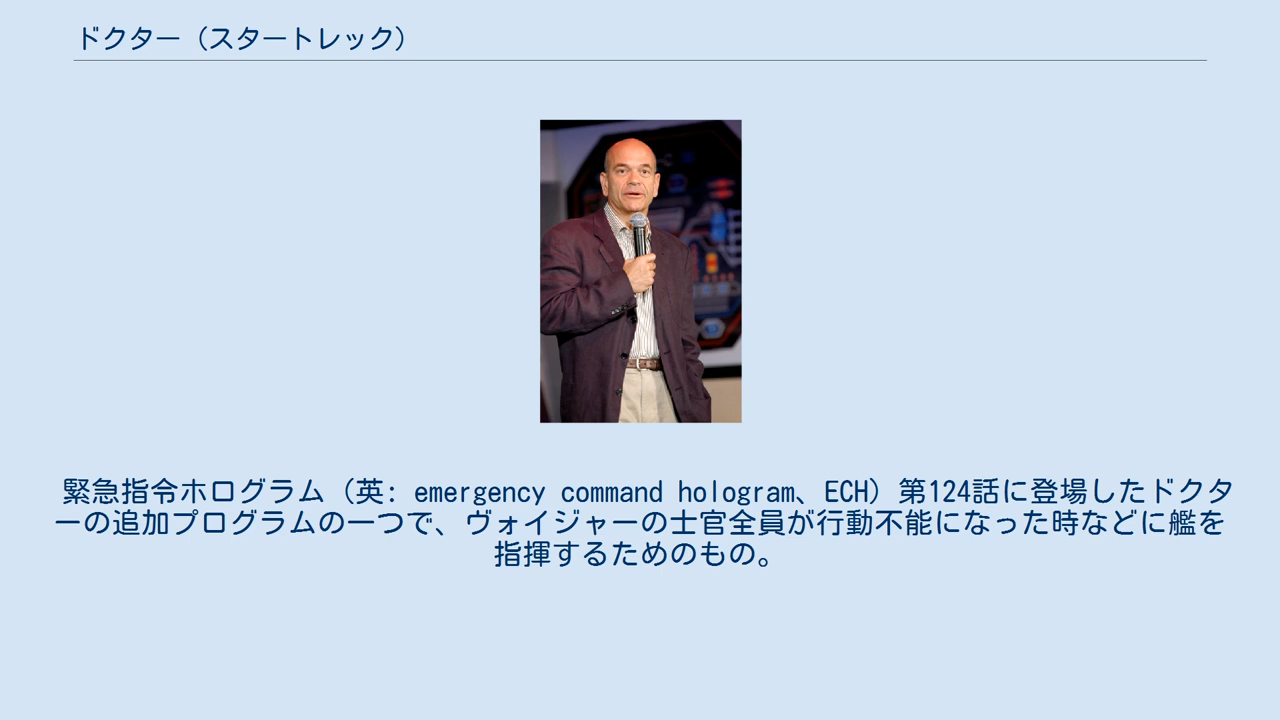 ドクター（スタートレック）
緊急指令ホログラム（英: emergency command hologram、ECH）第124話に登場したドクタ
ーの追加プログラムの一つで、ヴォイジャーの士官全員が行動不能になった時などに艦を
指揮するためのもの。